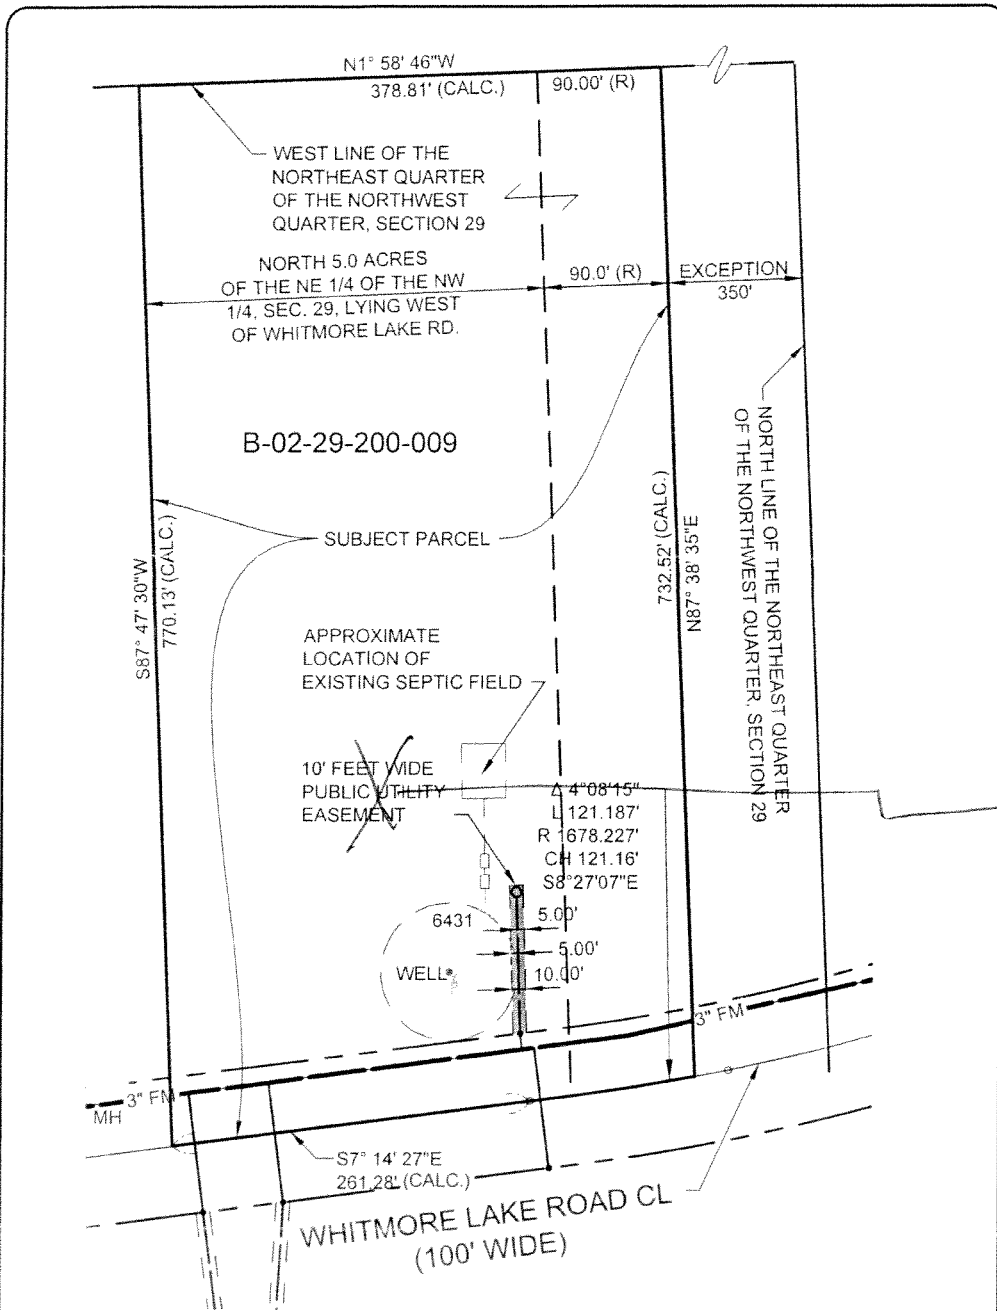 N1° 58' 46"W
378.81' (CALC.)
90.00' (R)
WEST LINE OF THE
NORTHEAST QUARTER
OF THE NORTHWEST
QUARTER, SECTION 29
NORTH 5.0 ACRES
OF THE NE 1/4 OF THE NW
1/4, SEC. 29, LYING WEST
OF WHITMORE LAKE RD.
90.0' (R)
EXCEPTION
350'
B-02-29-200-009
NORTH LINE OF THE NORTHEAST QUARTER
OF THE NORTHWEST QUARTER, SECTION 29
SUBJECT PARCEL
S87° 47' 30"W
770.13' (CALC.)
732.52' (CALC.)
N87° 38' 35"E
APPROXIMATE
LOCATION OF
EXISTING SEPTIC FIELD
10' FEET WIDE
PUBLIC UTILITY
EASEMENT
Δ 4°08'15"
L 121.187'
R 1678.227'
CH 121.16'
S8°27'07"E
6431
5.00'
5.00'
WELL
10.00'
3" FM
3" FM
MH
S7° 14' 27"E
261.28' (CALC.)
WHITMORE LAKE ROAD CL
(100' WIDE)